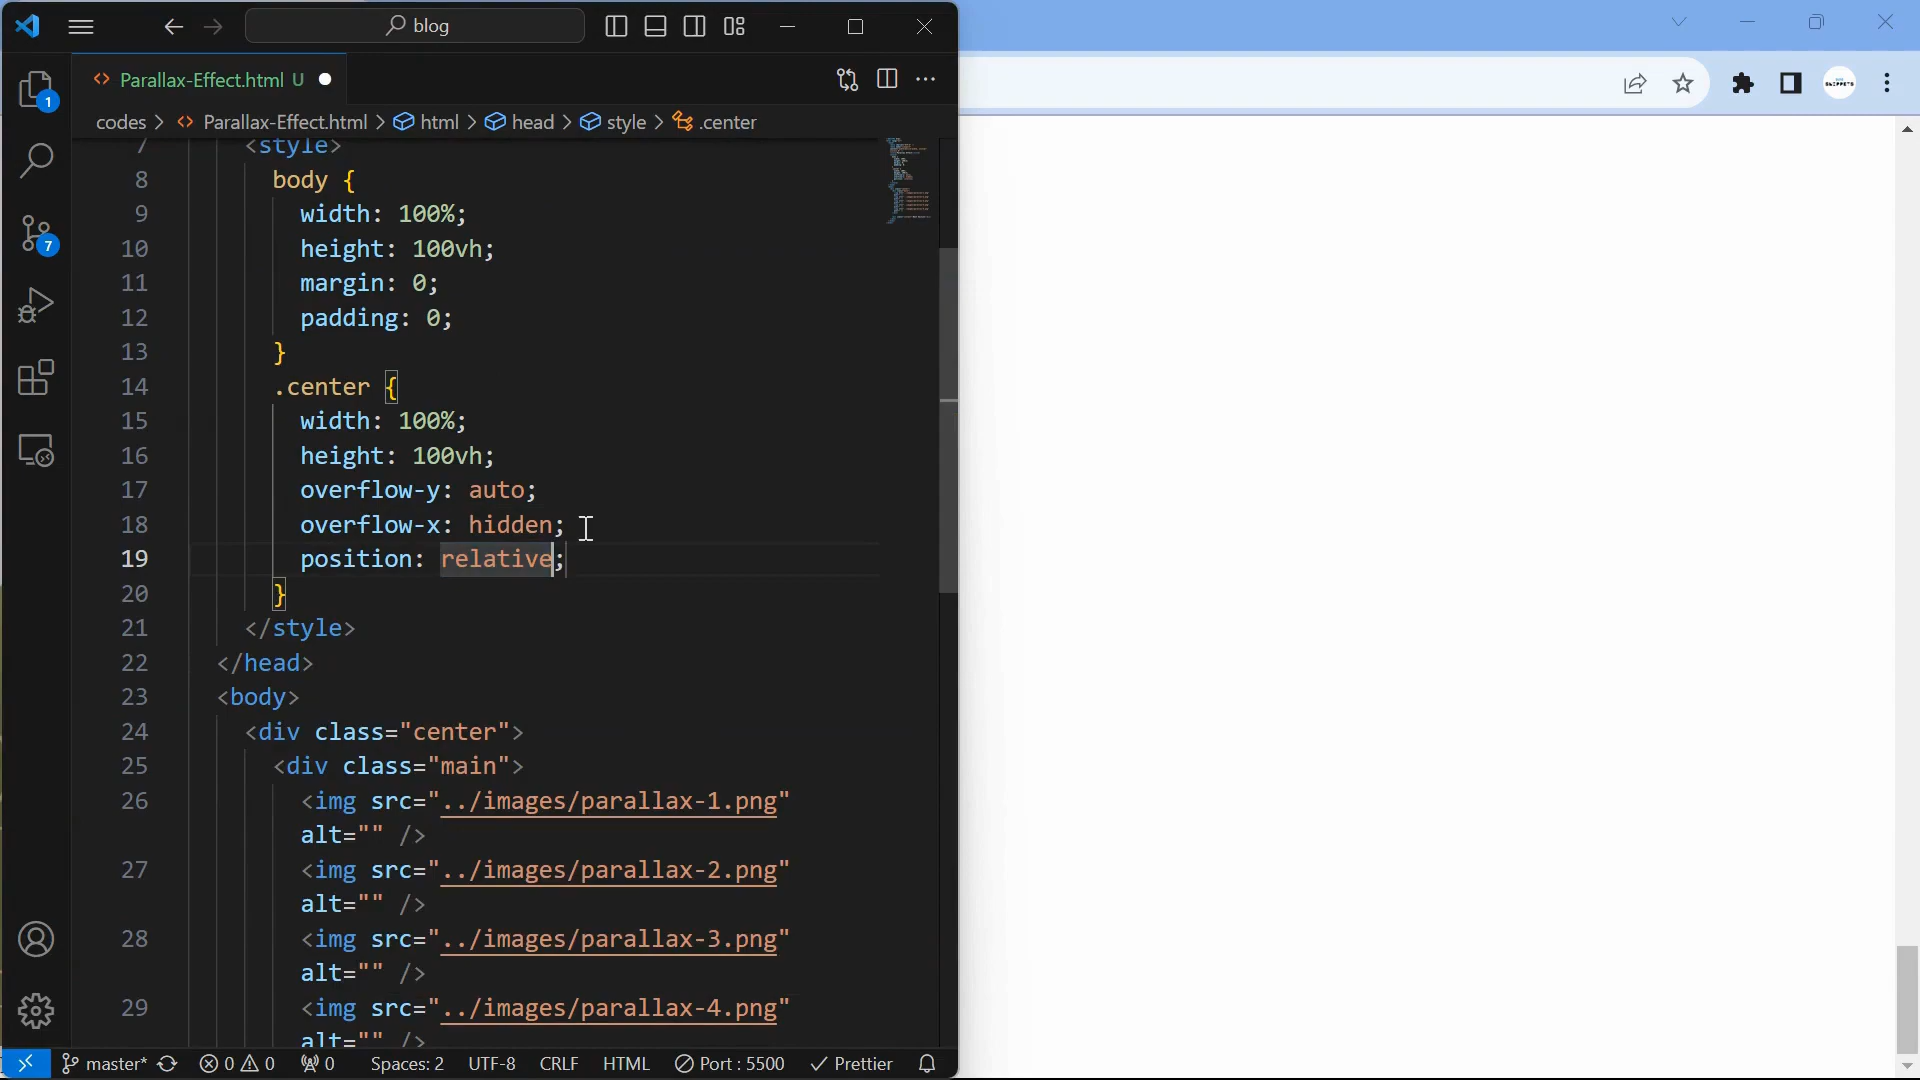 blog
Parallax-Effect.html U
codes > Parallax-Effect.html > html > head > style > .center
1
7
7 <style>
8 body {
9 width: 100%;
10 height: 100vh;
11 margin: 0;
12 padding: 0;
13 }
14 .center {
15 width: 100%;
16 height: 100vh;
17 overflow-y: auto;
18 overflow-x: hidden;
19 position: relative;
20 }
21 </style>
22 </head>
23 <body>
24 <div class="center">
25 <div class="main">
26 <img src="../images/parallax-1.png"
alt="" />
27 <img src="../images/parallax-2.png"
alt="" />
28 <img src="../images/parallax-3.png"
alt="" />
29 <img src="../images/parallax-4.png"
alt="" />
master* 0 0 0 Spaces: 2 UTF-8 CRLF HTML Port : 5500 Prettier